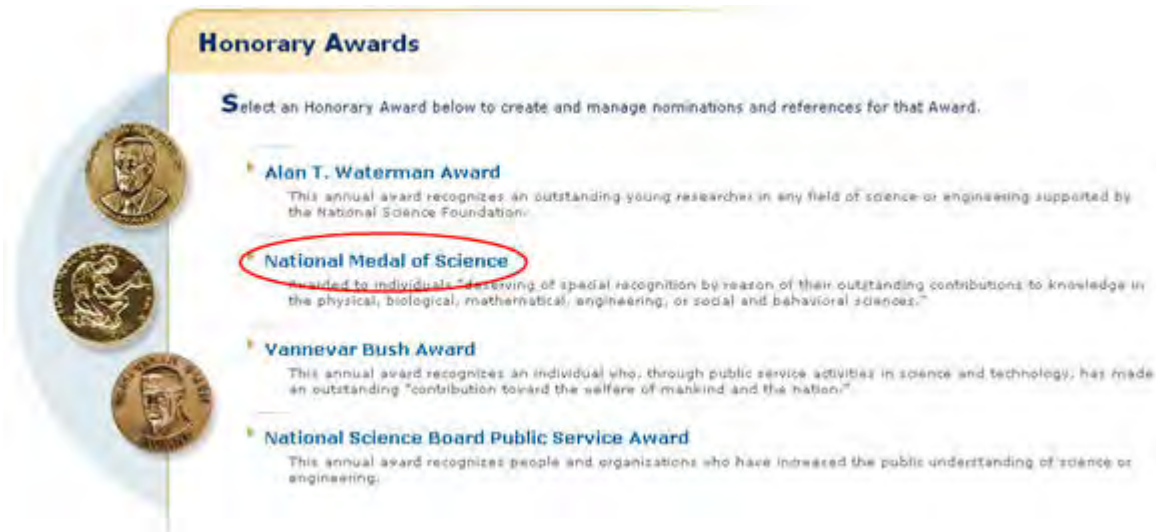 Honorary Awards
Select an Honorary Award below to create and manage nominations and references for that Award.
Alan T. Waterman Award
This annual award recognizes an outstanding young researcher in any field of science or engineering supported by
the National Science Foundation.
National Medal of Science
Awarded to individuals "deserving of special recognition by reason of their outstanding contributions to knowledge in
the physical, biological, mathematical, engineering, or social and behavioral sciences."
Vannevar Bush Award
This annual award recognizes an individual who, through public service activities in science and technology, has made
an outstanding "contribution toward the welfare of mankind and the nation."
National Science Board Public Service Award
This annual award recognizes people and organizations who have increased the public understanding of science or
engineering.